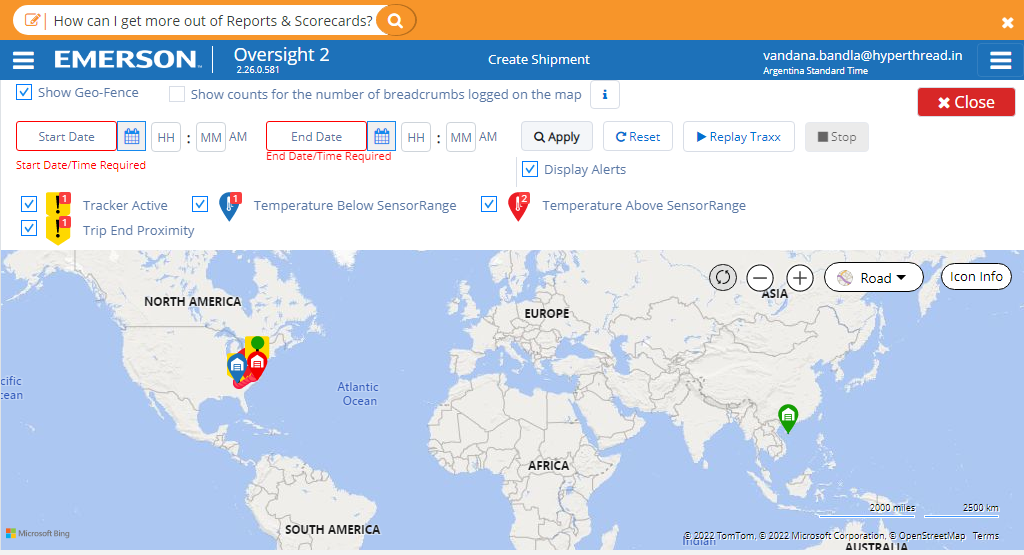 How can I get more out of Reports & Scorecards?
EMERSON
Oversight 2
2.26.0.581
Create Shipment
vandana.bandla@hyperthread.in
Argentina Standard Time
Show Geo-Fence
Show counts for the number of breadcrumbs logged on the map
i
Close
Start Date
HH
:
MM
AM
End Date
HH
:
MM
AM
Apply
Reset
Replay Traxx
Stop
Start Date/Time Required
End Date/Time Required
Display Alerts
1
Tracker Active
1
Temperature Below SensorRange
2
Temperature Above SensorRange
1
Trip End Proximity
Road
Icon Info
ASIA
NORTH AMERICA
EUROPE
cific
ean
Atlantic
Ocean
AFRICA
SOUTH AMERICA
2000 miles
2500 km
Microsoft Bing
© 2022 TomTom, © 2022 Microsoft Corporation, © OpenStreetMap
Terms
Indian
AUSTRALIA